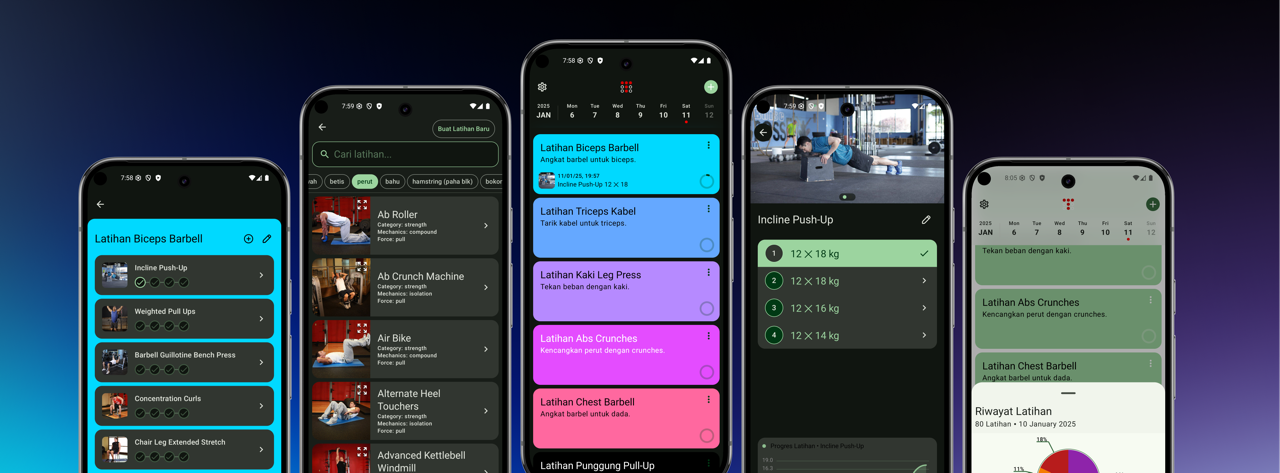 7:58
Latihan Biceps Barbell
Incline Push-Up
Weighted Pull Ups
Barbell Guillotine Bench Press
Concentration Curls
Chair Leg Extended Stretch
7:59
Buat Latihan Baru
Cari latihan...
betis
perut
bahu
hamstring (paha blk)
bokor
Ab Roller
Category: strength
Mechanics: compound
Force: pull
Ab Crunch Machine
Category: strength
Mechanics: isolation
Force: pull
Air Bike
Category: strength
Mechanics: compound
Force: pull
Alternate Heel
Touchers
Category: strength
Mechanics: isolation
Force: pull
Advanced Kettlebell
Windmill
7:58
2025
JAN
Mon
6
Tue
7
Wed
8
Thu
9
Fri
10
Sat
11
Sun
12
Latihan Biceps Barbell
Angkat barbel untuk biceps.
11/01/25, 19:57
Incline Push-Up 12 × 18
Latihan Triceps Kabel
Tarik kabel untuk triceps.
Latihan Kaki Leg Press
Tekan beban dengan kaki.
Latihan Abs Crunches
Kencangkan perut dengan crunches.
Latihan Chest Barbell
Angkat barbel untuk dada.
Latihan Punggung Pull-Up
7:59
Incline Push-Up
1 12 × 18 kg
2 12 × 18 kg
3 12 × 16 kg
4 12 × 14 kg
Progres Latihan • Incline Push-Up
19.0
16.3
8:05
2025
JAN
Mon
6
Tue
7
Wed
8
Thu
9
Fri
10
Sat
11
Sun
12
Tekan beban dengan kaki.
Latihan Abs Crunches
Kencangkan perut dengan crunches.
Latihan Chest Barbell
Angkat barbel untuk dada.
Riwayat Latihan
80 Latihan • 10 January 2025
18%
11%